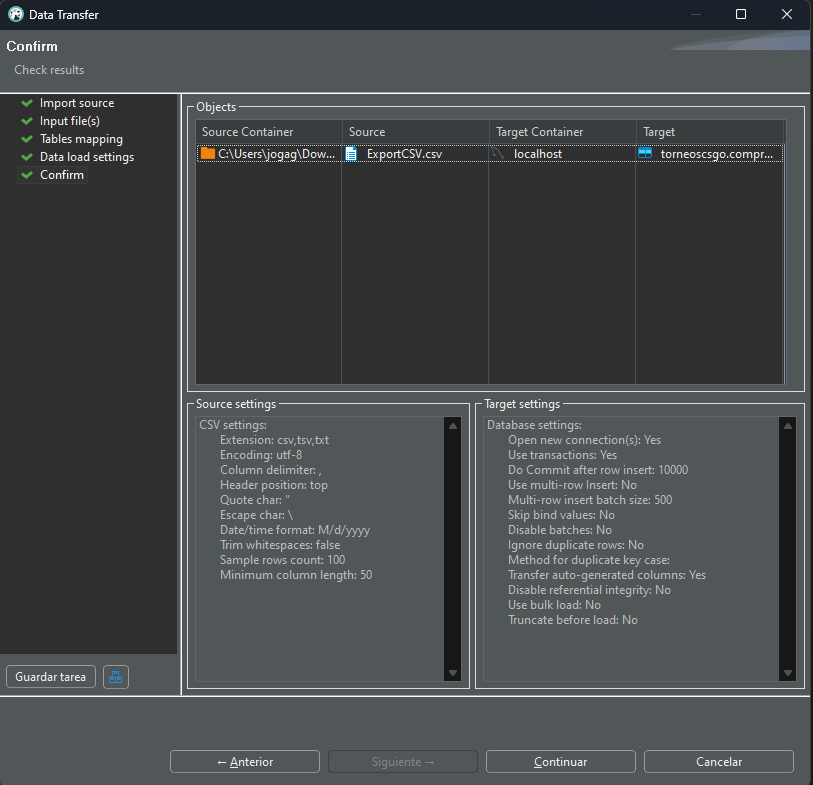 Data Transfer
Confirm
Check results
Import source
Input file(s)
Tables mapping
Data load settings
Confirm
Objects
Source Container Source Target Container Target
C:\Users\jogag\Dow... ExportCSV.csv localhost torneoscsgo.compr...
Source settings
CSV settings:
Extension: csv,tsv,txt
Encoding: utf-8
Column delimiter: ,
Header position: top
Quote char: "
Escape char: \
Date/time format: M/d/yyyy
Trim whitespaces: false
Sample rows count: 100
Minimum column length: 50
Target settings
Database settings:
Open new connection(s): Yes
Use transactions: Yes
Do Commit after row insert: 10000
Use multi-row Insert: No
Multi-row insert batch size: 500
Skip bind values: No
Disable batches: No
Ignore duplicate rows: No
Method for duplicate key case:
Transfer auto-generated columns: Yes
Disable referential integrity: No
Use bulk load: No
Truncate before load: No
Guardar tarea
← Anterior Siguiente → Continuar Cancelar